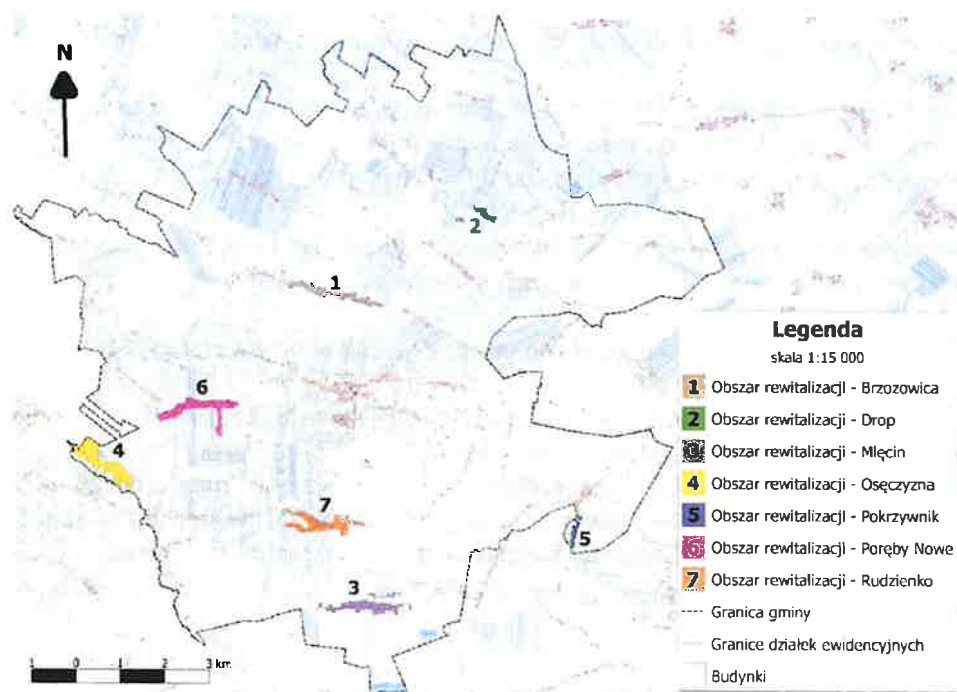 N
2
1
6
4
7
5
3
1 0 1 2 3 km
Legenda
skala 1:15 000
1 Obszar rewitalizacji - Brzozowica
2 Obszar rewitalizacji - Drop
Obszar rewitalizacji - Mlęcin
4 Obszar rewitalizacji - Osęczyzna
5 Obszar rewitalizacji - Pokrzywnik
6 Obszar rewitalizacji - Poręby Nowe
7 Obszar rewitalizacji - Rudzienko
Granica gminy
Granice działek ewidencyjnych
Budynki